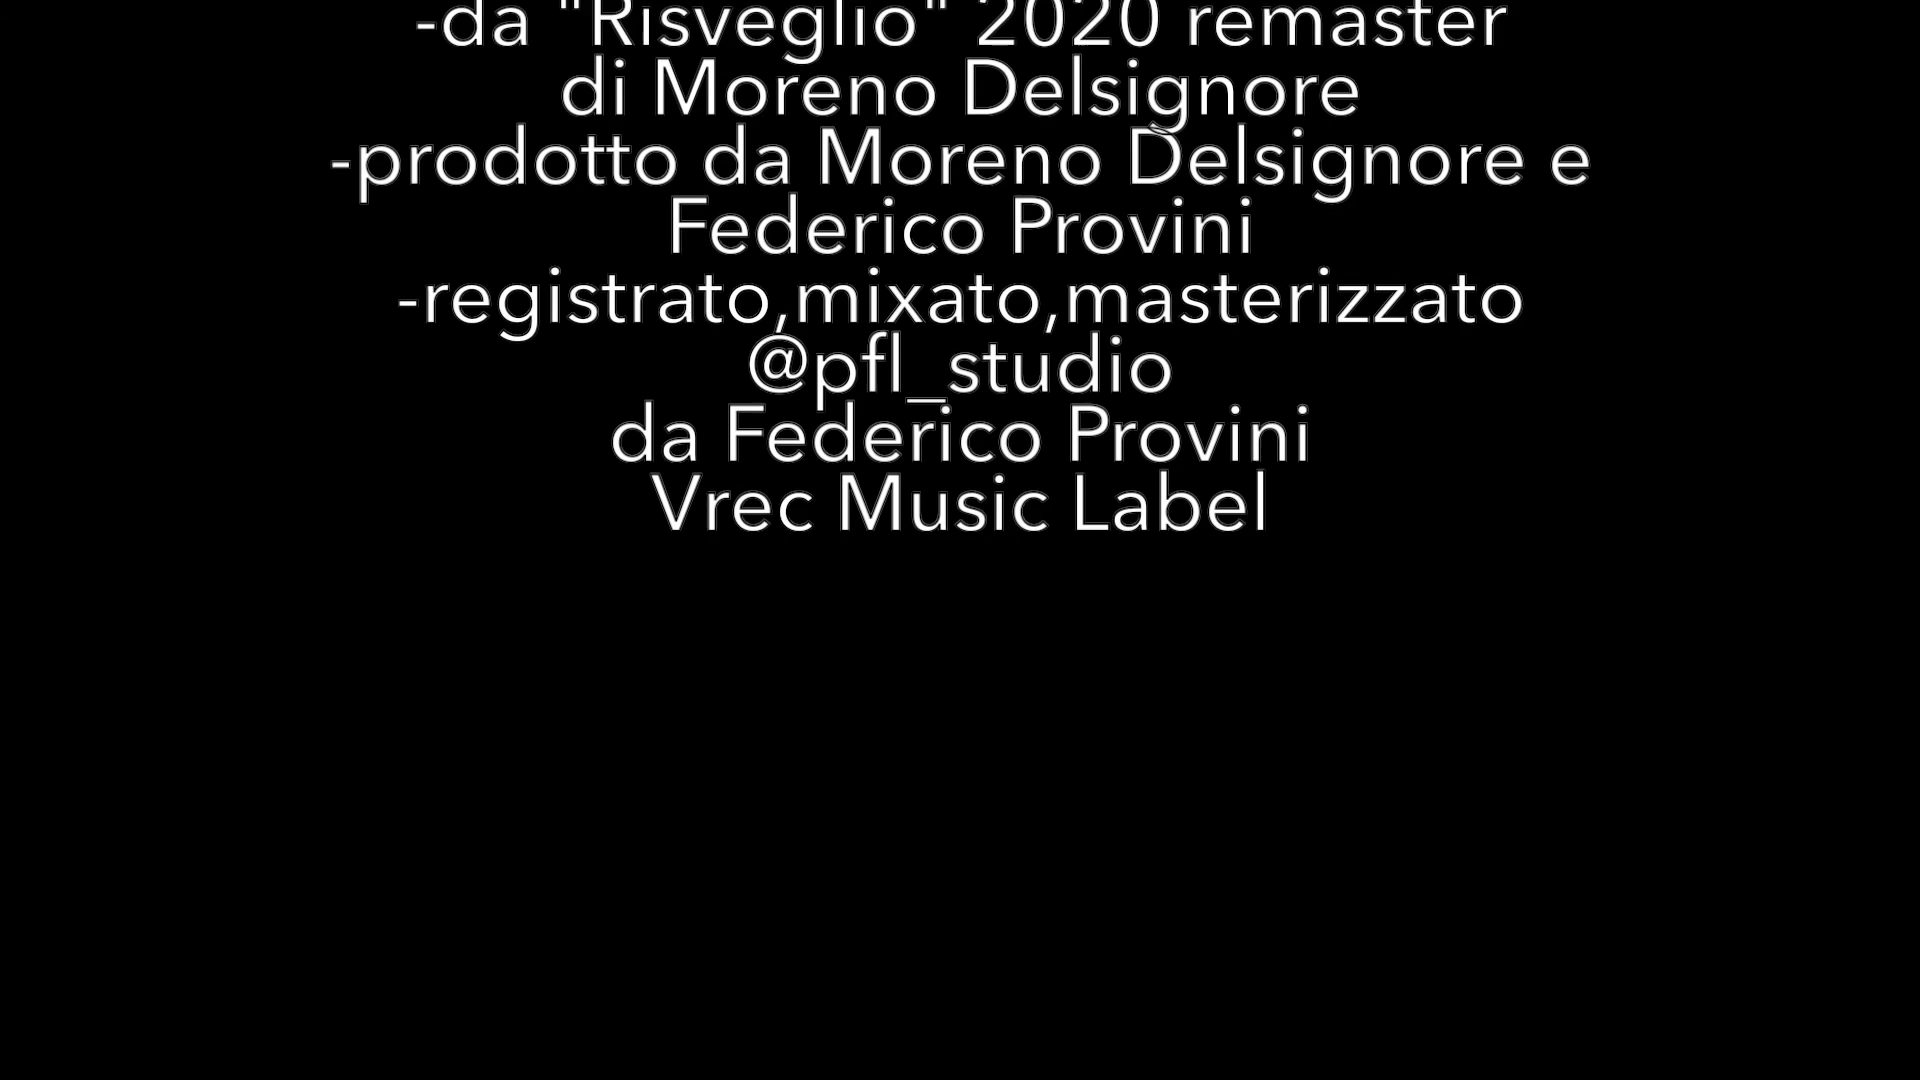 -da "Risveglio" 2020 remaster
di Moreno Delsignore
-prodotto da Moreno Delsignore e
Federico Provini
-registrato,mixato,masterizzato
@pfl_studio
da Federico Provini
Vrec Music Label